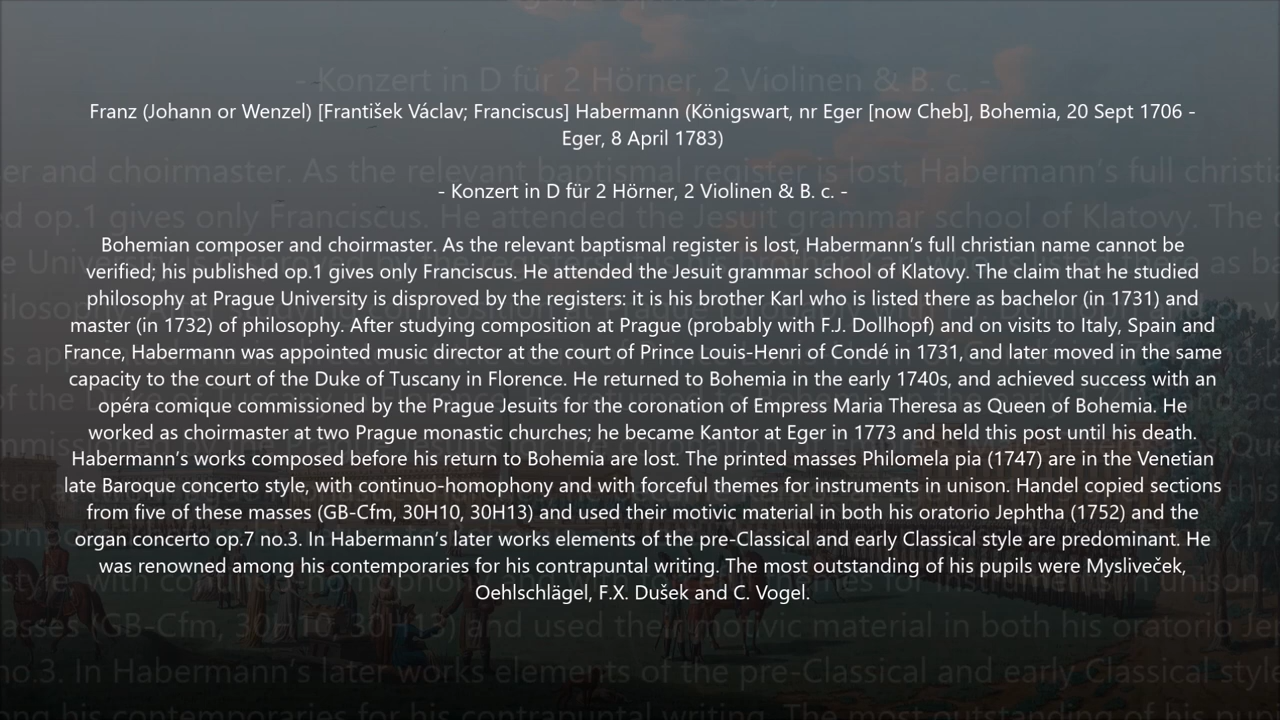 Franz (Johann or Wenzel) [František Václav; Franciscus] Habermann (Königswart, nr Eger [now Cheb], Bohemia, 20 Sept 1706 -
Eger, 8 April 1783)
- Konzert in D für 2 Hörner, 2 Violinen & B. c. -
Bohemian composer and choirmaster. As the relevant baptismal register is lost, Habermann’s full christian name cannot be
verified; his published op.1 gives only Franciscus. He attended the Jesuit grammar school of Klatovy. The claim that he studied
philosophy at Prague University is disproved by the registers: it is his brother Karl who is listed there as bachelor (in 1731) and
master (in 1732) of philosophy. After studying composition at Prague (probably with F.J. Dollhopf) and on visits to Italy, Spain and
France, Habermann was appointed music director at the court of Prince Louis-Henri of Condé in 1731, and later moved in the same
capacity to the court of the Duke of Tuscany in Florence. He returned to Bohemia in the early 1740s, and achieved success with an
opéra comique commissioned by the Prague Jesuits for the coronation of Empress Maria Theresa as Queen of Bohemia. He
worked as choirmaster at two Prague monastic churches; he became Kantor at Eger in 1773 and held this post until his death.
Habermann’s works composed before his return to Bohemia are lost. The printed masses Philomela pia (1747) are in the Venetian
late Baroque concerto style, with continuo-homophony and with forceful themes for instruments in unison. Handel copied sections
from five of these masses (GB-Cfm, 30H10, 30H13) and used their motivic material in both his oratorio Jephtha (1752) and the
organ concerto op.7 no.3. In Habermann’s later works elements of the pre-Classical and early Classical style are predominant. He
was renowned among his contemporaries for his contrapuntal writing. The most outstanding of his pupils were Mysliveček,
Oehlschlägel, F.X. Dušek and C. Vogel.